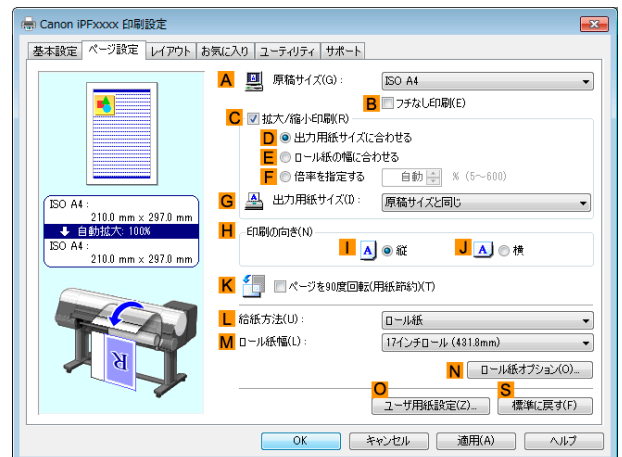 Canon iPFxxxx 印刷設定
基本設定 ページ設定 レイアウト お気に入り ユーティリティ サポート
A 原稿サイズ(G): ISO A4
B フチなし印刷(E)
C 拡大/縮小印刷(R)
D 出力用紙サイズに合わせる
E ロール紙の幅に合わせる
F 倍率を指定する 自動 % (5~600)
G 出力用紙サイズ(I): 原稿サイズと同じ
ISO A4 :
210.0 mm x 297.0 mm
自動拡大: 100%
ISO A4 :
210.0 mm x 297.0 mm
H 印刷の向き(N)
I A 縦 J A 横
K ページを90度回転(用紙節約)(T)
L 給紙方法(U): ロール紙
M ロール紙幅(L): 17インチロール (431.8mm)
N ロール紙オプション(O)...
O ユーザ用紙設定(Z)... S 標準に戻す(F)
R
OK キャンセル 適用(A) ヘルプ